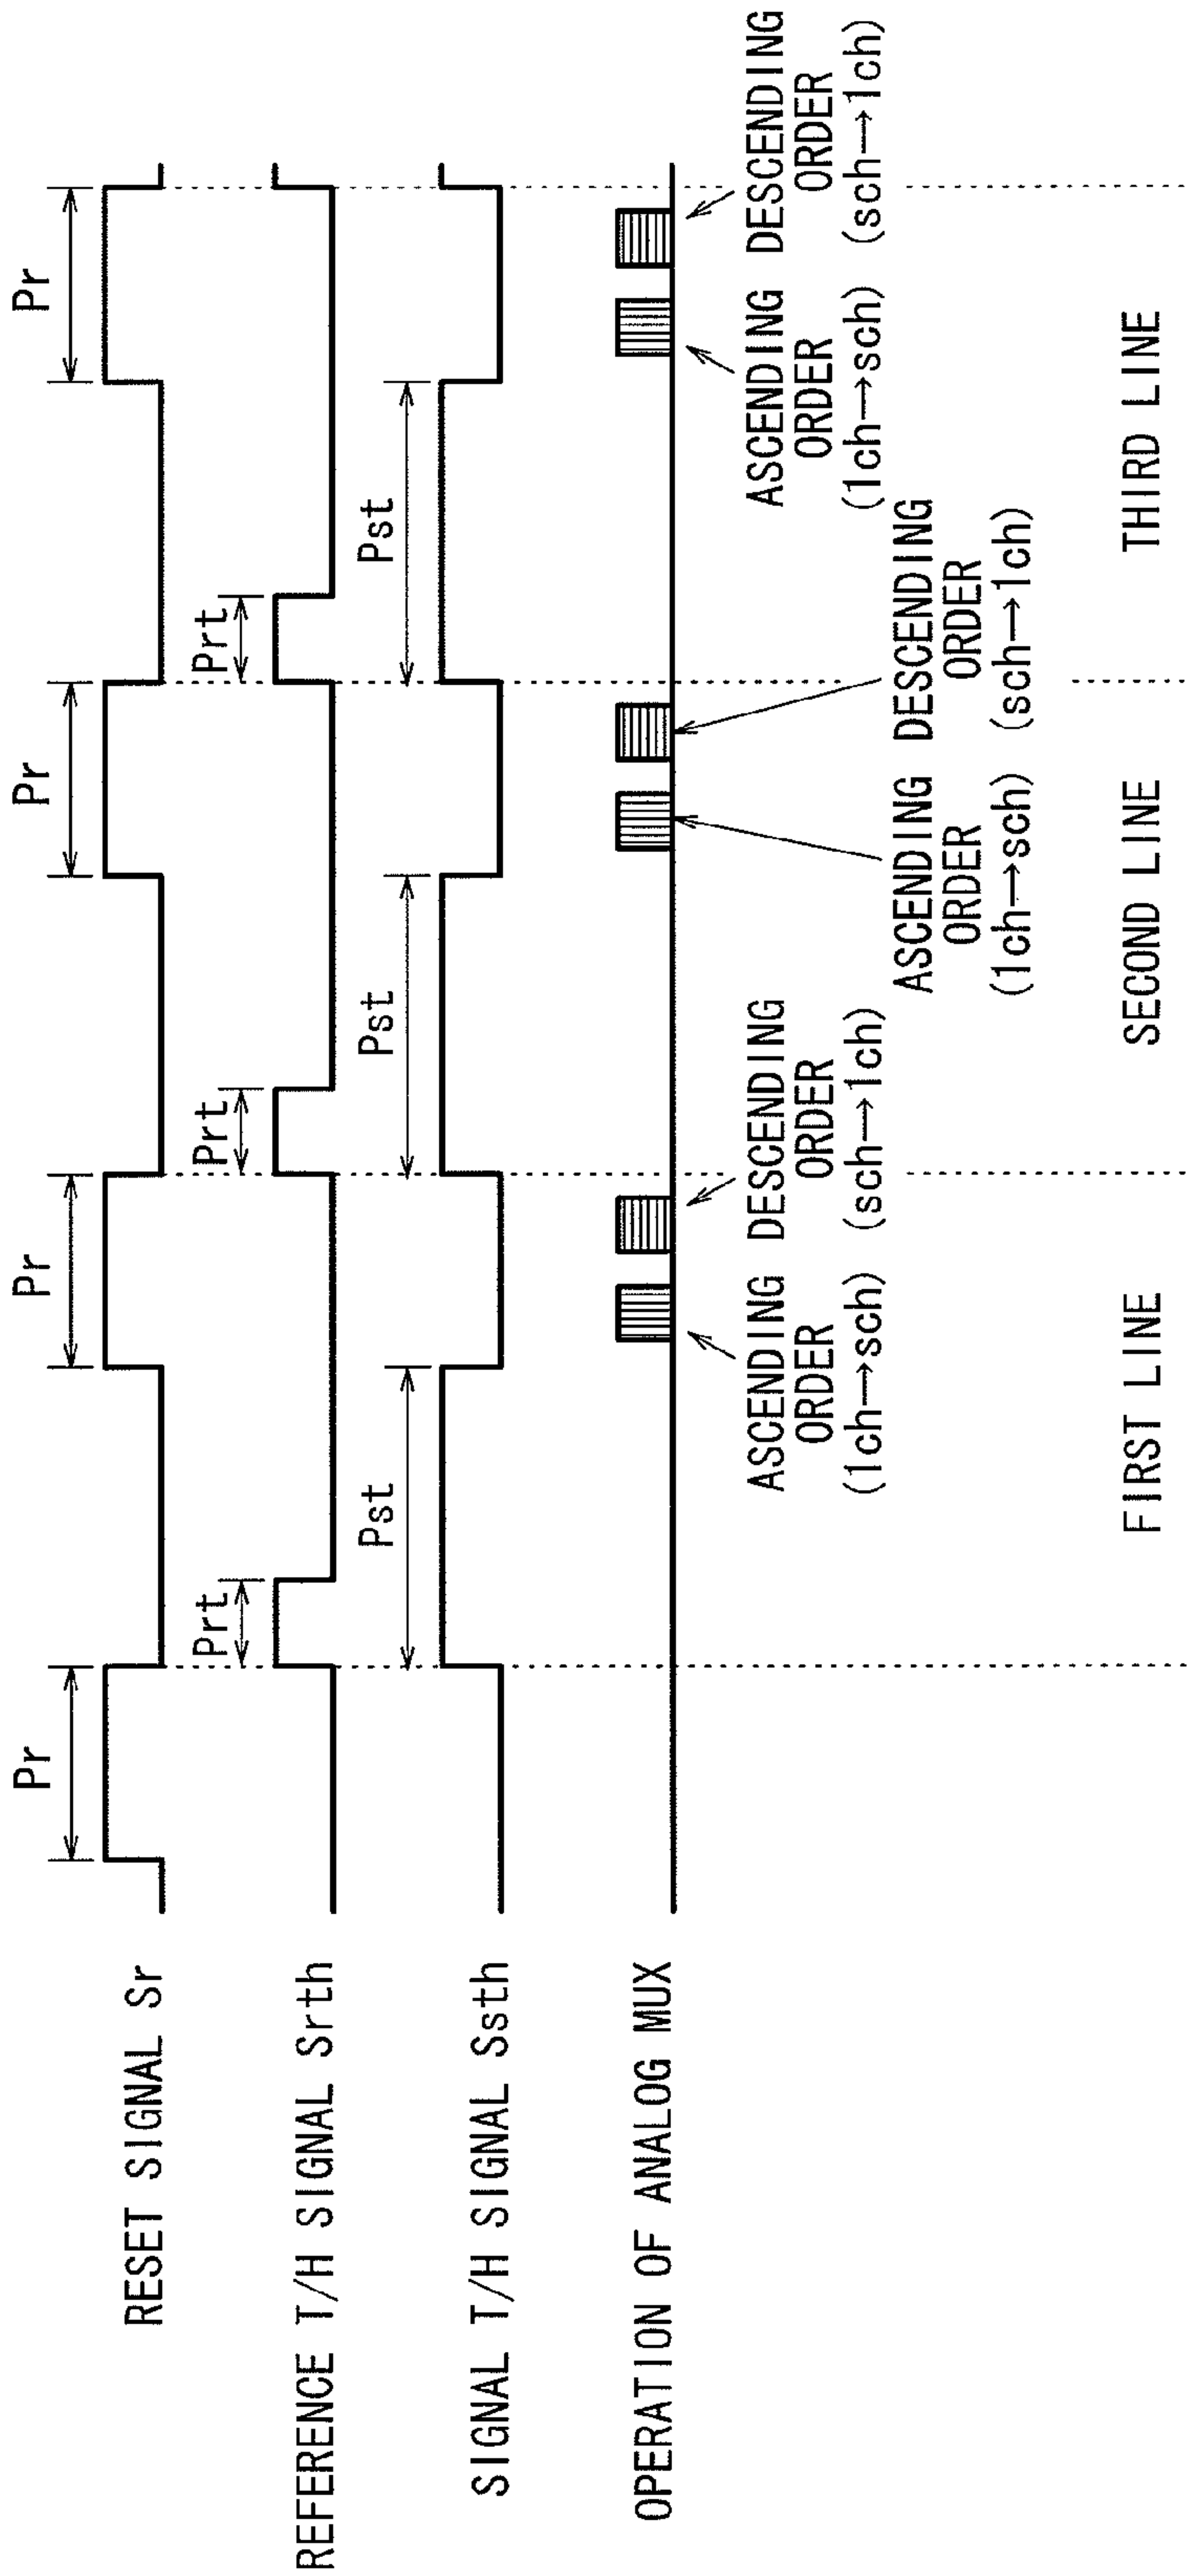 RESET SIGNAL Sr
Pr
Pr
Pr
Pr
REFERENCE T/H SIGNAL Srth
Prt
Prt
Prt
SIGNAL T/H SIGNAL Ssth
Pst
Pst
Pst
OPERATION OF ANALOG MUX
ASCENDING
ORDER
(1ch→sch)
DESCENDING
ORDER
(sch→1ch)
ASCENDING
ORDER
(1ch→sch)
DESCENDING
ORDER
(sch→1ch)
ASCENDING
ORDER
(1ch→sch)
DESCENDING
ORDER
(sch→1ch)
FIRST LINE
SECOND LINE
THIRD LINE